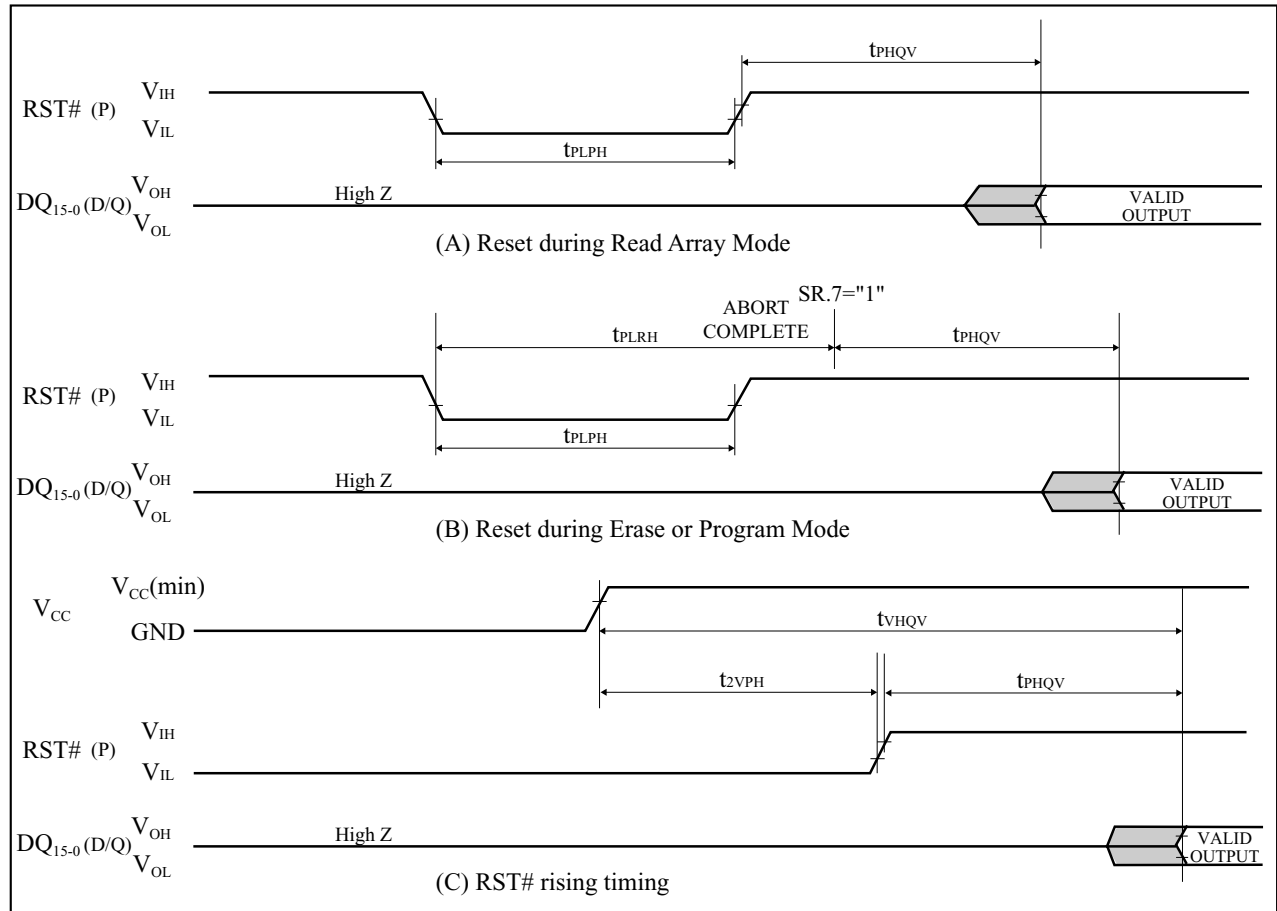 tPHQV
VIH
RST# (P)
VIL
tPLPH
VOH
DQ15-0 (D/Q)
VOL
High Z
VALID
OUTPUT
(A) Reset during Read Array Mode
SR.7="1"
ABORT
COMPLETE
tPLRH
tPHQV
VIH
RST# (P)
VIL
tPLPH
VOH
DQ15-0 (D/Q)
VOL
High Z
VALID
OUTPUT
(B) Reset during Erase or Program Mode
VCC(min)
VCC
GND
tVHQV
t2VPH
tPHQV
VIH
RST# (P)
VIL
VOH
DQ15-0 (D/Q)
VOL
High Z
VALID
OUTPUT
(C) RST# rising timing